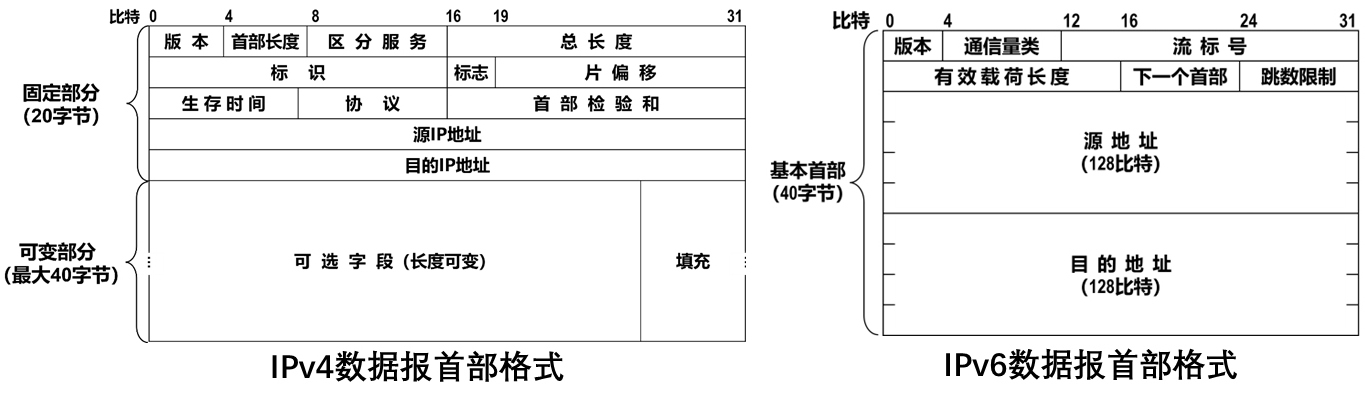 比特 0 4 8 16 19 31
版 本 首部长度 区 分 服 务 总 长 度
标 识 标志 片 偏 移
生 存 时 间 协 议 首 部 检 验 和
源IP地址
目的IP地址
固定部分
(20字节)
可 选 字 段 (长度可变) 填充
可变部分
(最大40字节)
IPv4数据报首部格式
比特 0 4 12 16 24 31
版本 通信量类 流 标 号
有 效 载 荷 长 度 下一个首部 跳数限制
源 地 址
(128比特)
基本首部
(40字节)
目 的 地 址
(128比特)
IPv6数据报首部格式